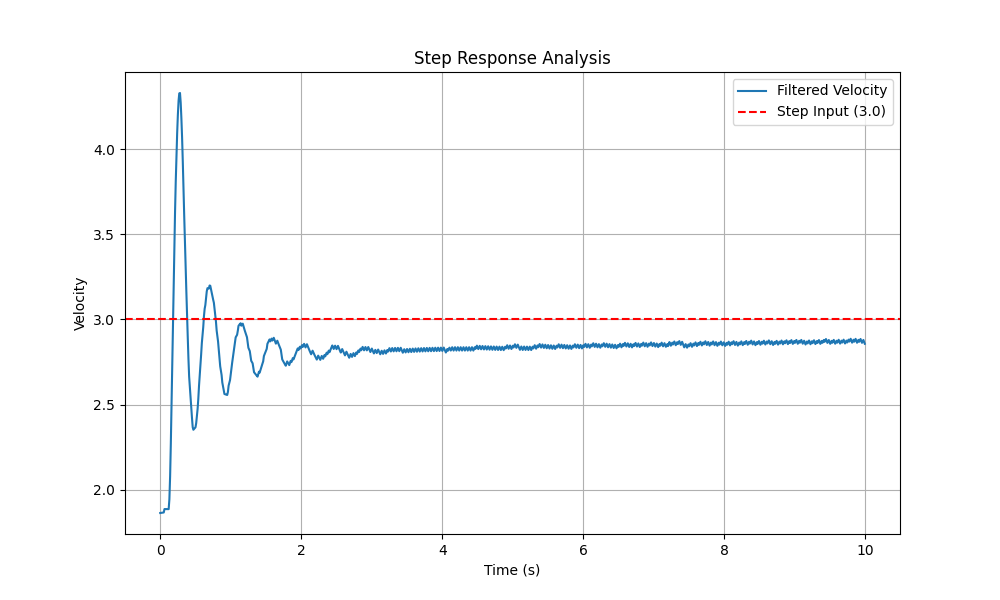 Step Response Analysis
Filtered Velocity
Step Input (3.0)
Velocity
4.0
3.5
3.0
2.5
2.0
0
2
4
6
8
10
Time (s)